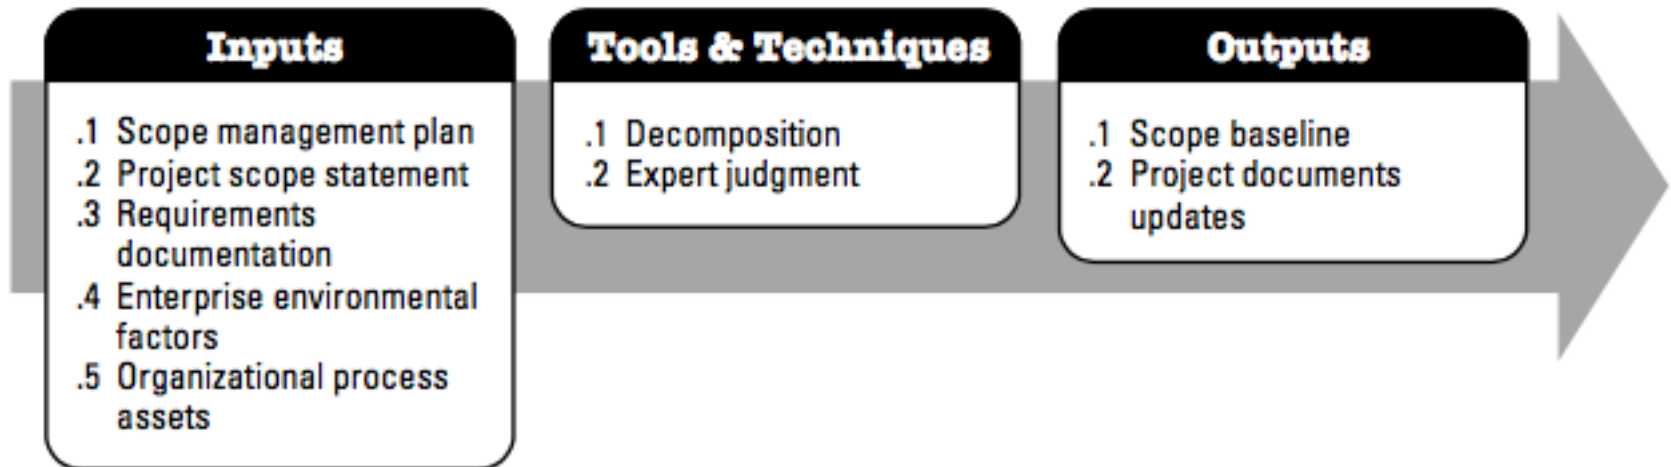 Inputs
.1 Scope management plan
.2 Project scope statement
.3 Requirements
documentation
.4 Enterprise environmental
factors
.5 Organizational process
assets
Tools & Techniques
.1 Decomposition
.2 Expert judgment
Outputs
.1 Scope baseline
.2 Project documents
updates